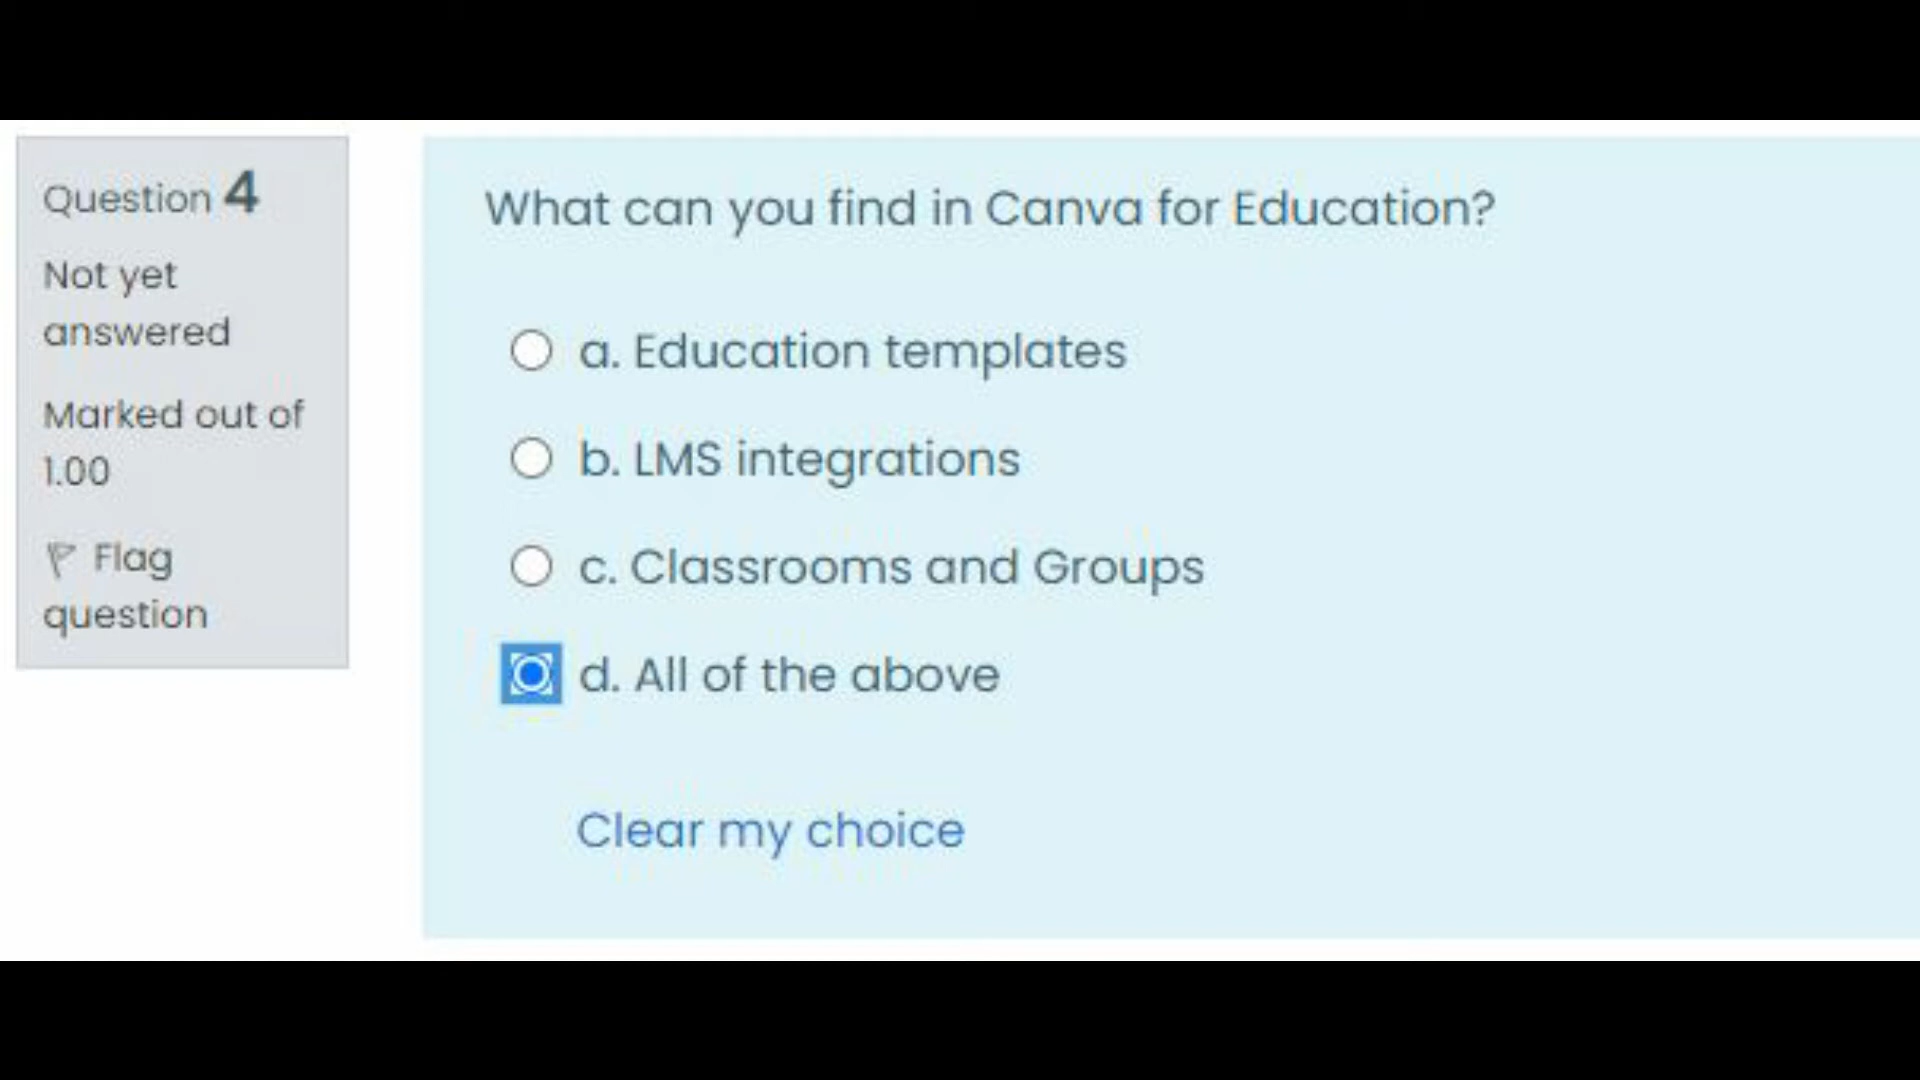 Question 4
Not yet
answered
Marked out of
1.00
Flag
question
What can you find in Canva for Education?
a. Education templates
b. LMS integrations
c. Classrooms and Groups
d. All of the above
Clear my choice